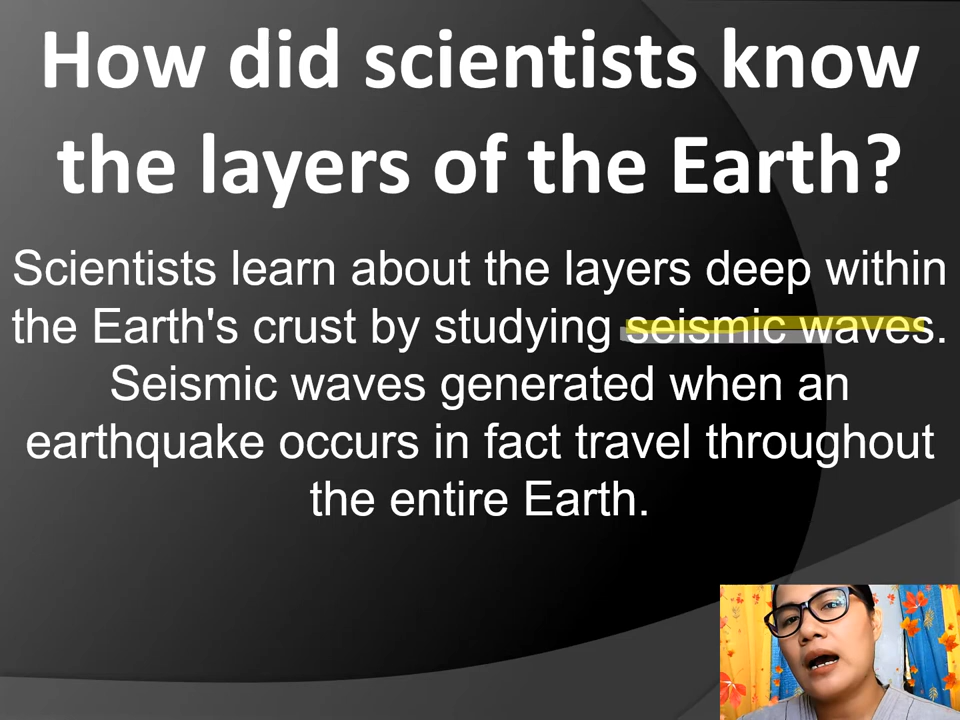 How did scientists know
the layers of the Earth?
Scientists learn about the layers deep within
the Earth's crust by studying seismic waves.
Seismic waves generated when an
earthquake occurs in fact travel throughout
the entire Earth.